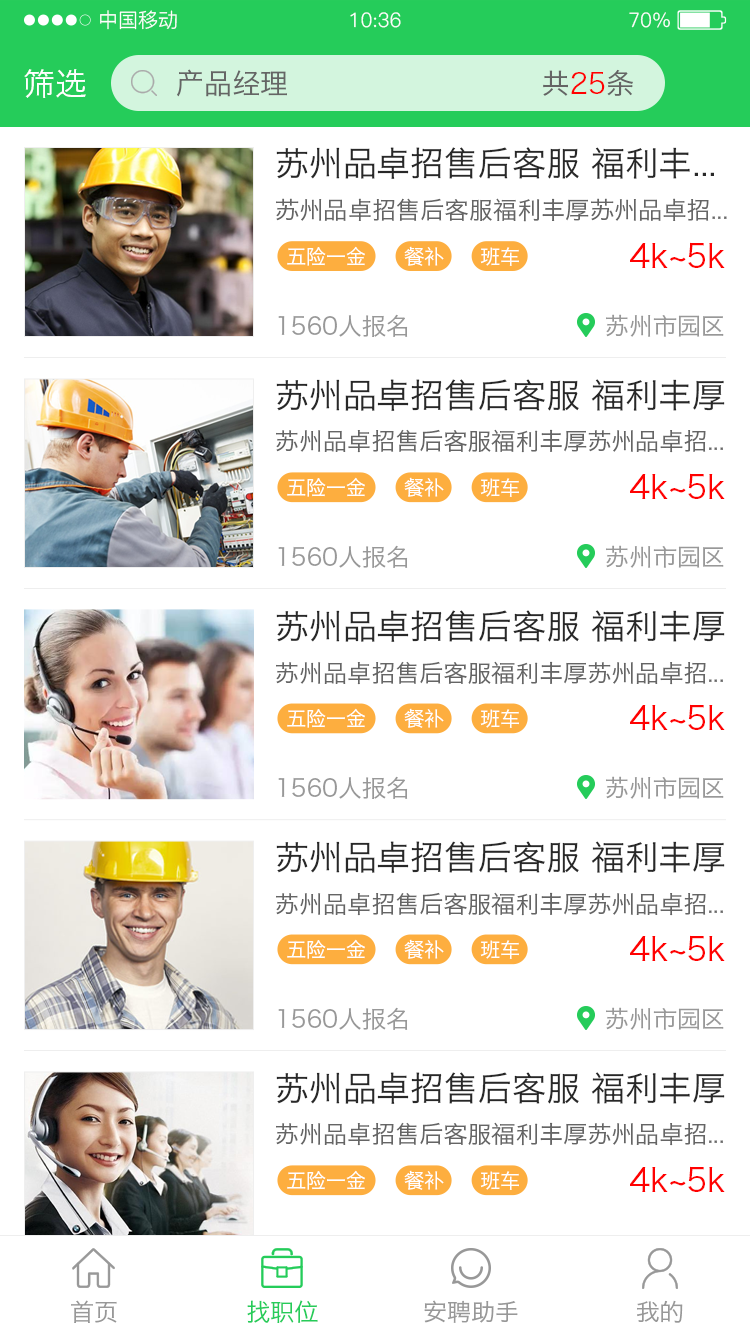 中国移动 10:36 70%
筛选 产品经理 共25条
苏州品卓招售后客服 福利丰...
苏州品卓招售后客服福利丰厚苏州品卓招...
五险一金 餐补 班车 4k~5k
1560人报名 苏州市园区
苏州品卓招售后客服 福利丰厚
苏州品卓招售后客服福利丰厚苏州品卓招...
五险一金 餐补 班车 4k~5k
1560人报名 苏州市园区
苏州品卓招售后客服 福利丰厚
苏州品卓招售后客服福利丰厚苏州品卓招...
五险一金 餐补 班车 4k~5k
1560人报名 苏州市园区
苏州品卓招售后客服 福利丰厚
苏州品卓招售后客服福利丰厚苏州品卓招...
五险一金 餐补 班车 4k~5k
1560人报名 苏州市园区
苏州品卓招售后客服 福利丰厚
苏州品卓招售后客服福利丰厚苏州品卓招...
五险一金 餐补 班车 4k~5k
首页 找职位 安聘助手 我的